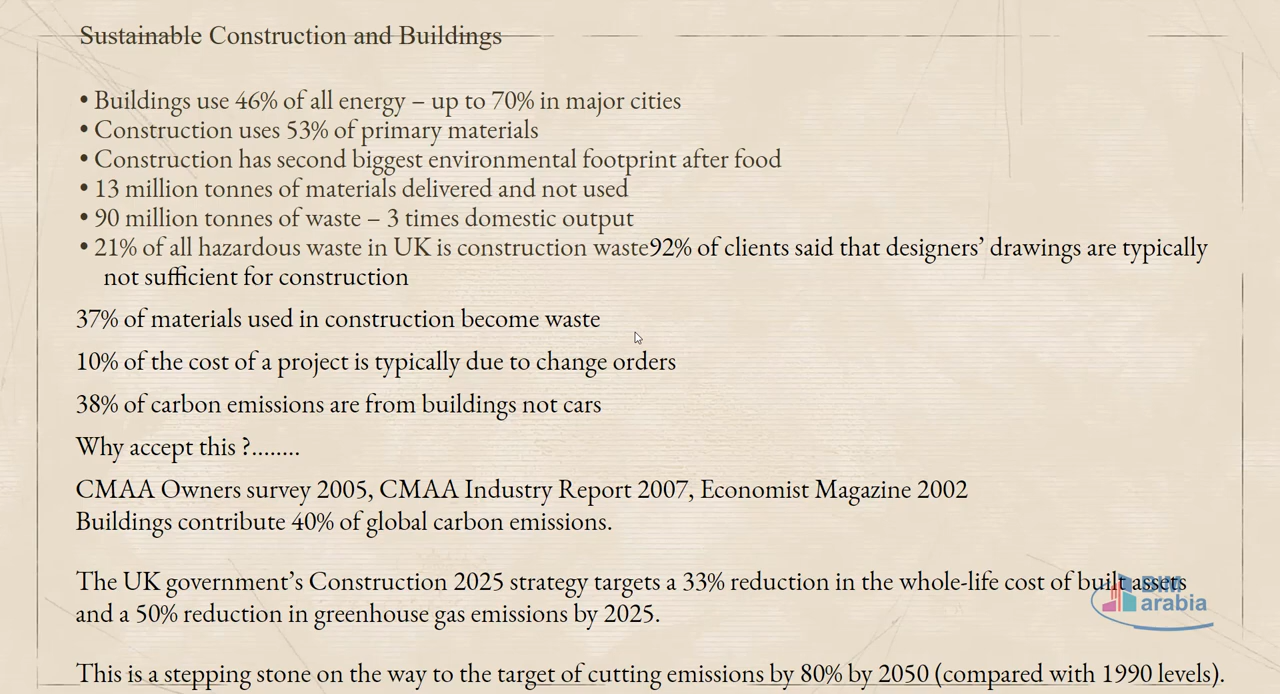 Sustainable Construction and Buildings
• Buildings use 46% of all energy – up to 70% in major cities
• Construction uses 53% of primary materials
• Construction has second biggest environmental footprint after food
• 13 million tonnes of materials delivered and not used
• 90 million tonnes of waste – 3 times domestic output
• 21% of all hazardous waste in UK is construction waste92% of clients said that designers’ drawings are typically
not sufficient for construction
37% of materials used in construction become waste
10% of the cost of a project is typically due to change orders
38% of carbon emissions are from buildings not cars
Why accept this ?........
CMAA Owners survey 2005, CMAA Industry Report 2007, Economist Magazine 2002
Buildings contribute 40% of global carbon emissions.
The UK government’s Construction 2025 strategy targets a 33% reduction in the whole-life cost of built assets
and a 50% reduction in greenhouse gas emissions by 2025.
BIM
arabia
This is a stepping stone on the way to the target of cutting emissions by 80% by 2050 (compared with 1990 levels).